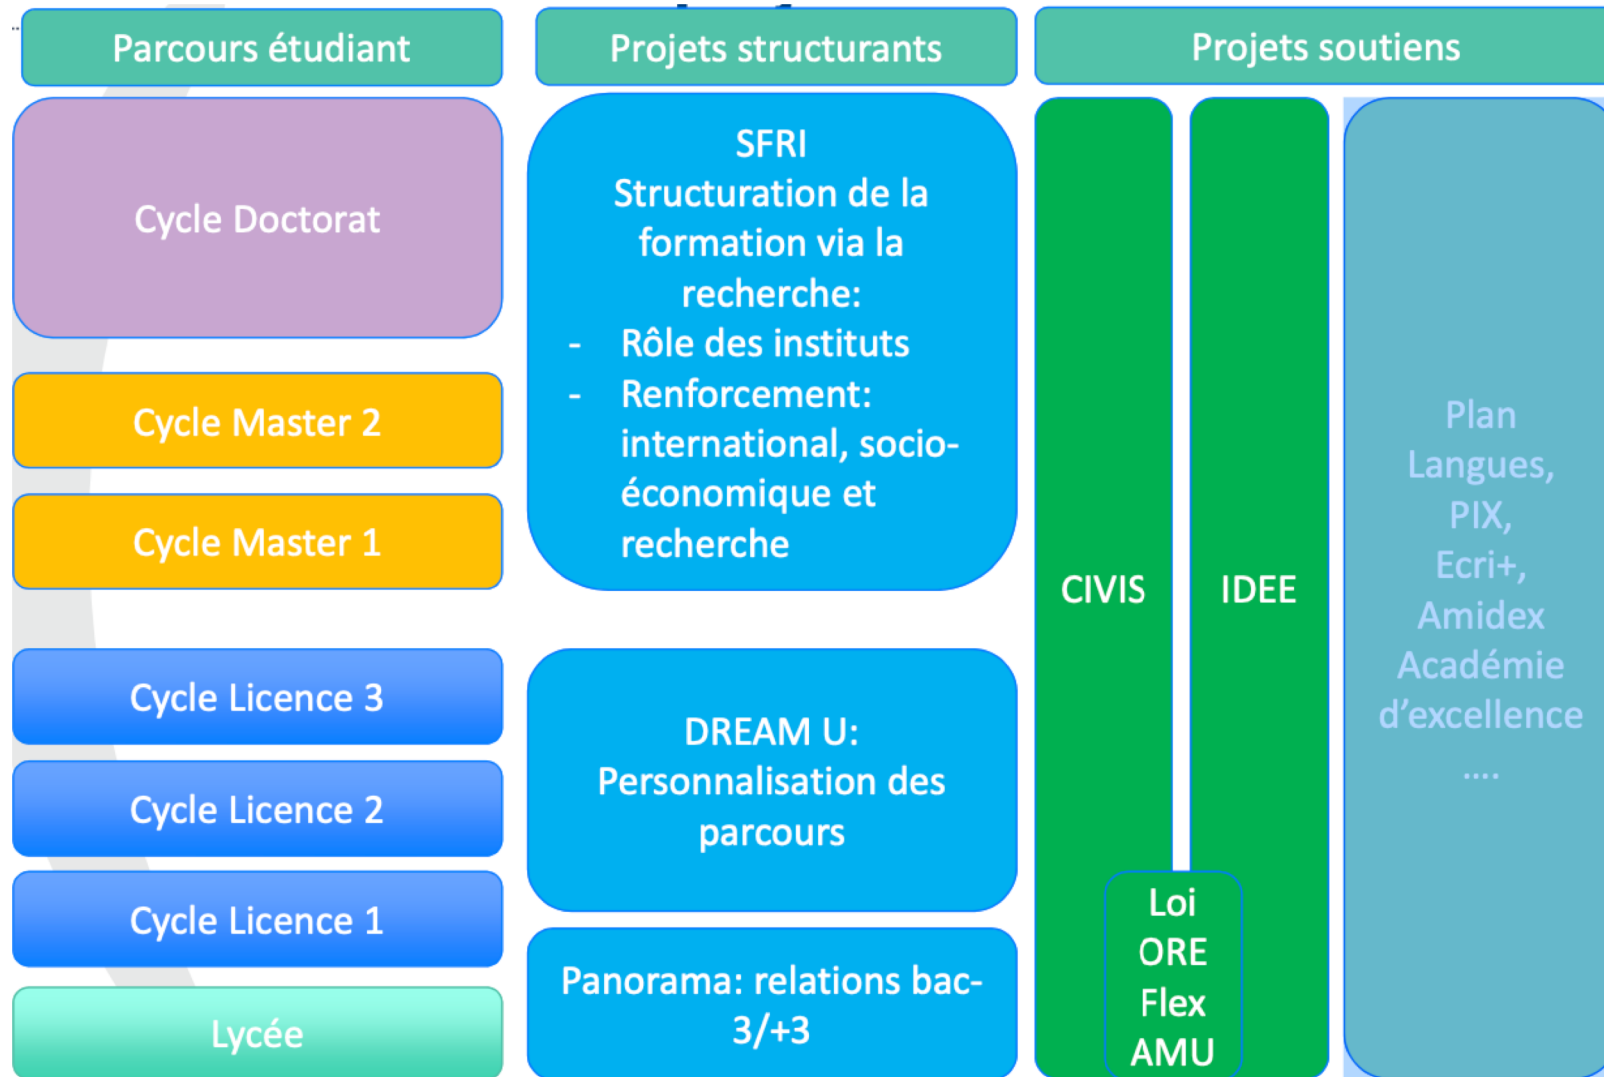 Parcours étudiant
Projets structurants
Projets soutiens
Cycle Doctorat
Cycle Master 2
Cycle Master 1
Cycle Licence 3
Cycle Licence 2
Cycle Licence 1
Lycée
SFRI
Structuration de la
formation via la
recherche:
- Rôle des instituts
- Renforcement:
international, socio-
économique et
recherche
DREAM U:
Personnalisation des
parcours
Panorama: relations bac-
3/+3
CIVIS
IDEE
Loi
ORE
Flex
AMU
Plan
Langues,
PIX,
Ecri+,
Amidex
Académie
d’excellence
....